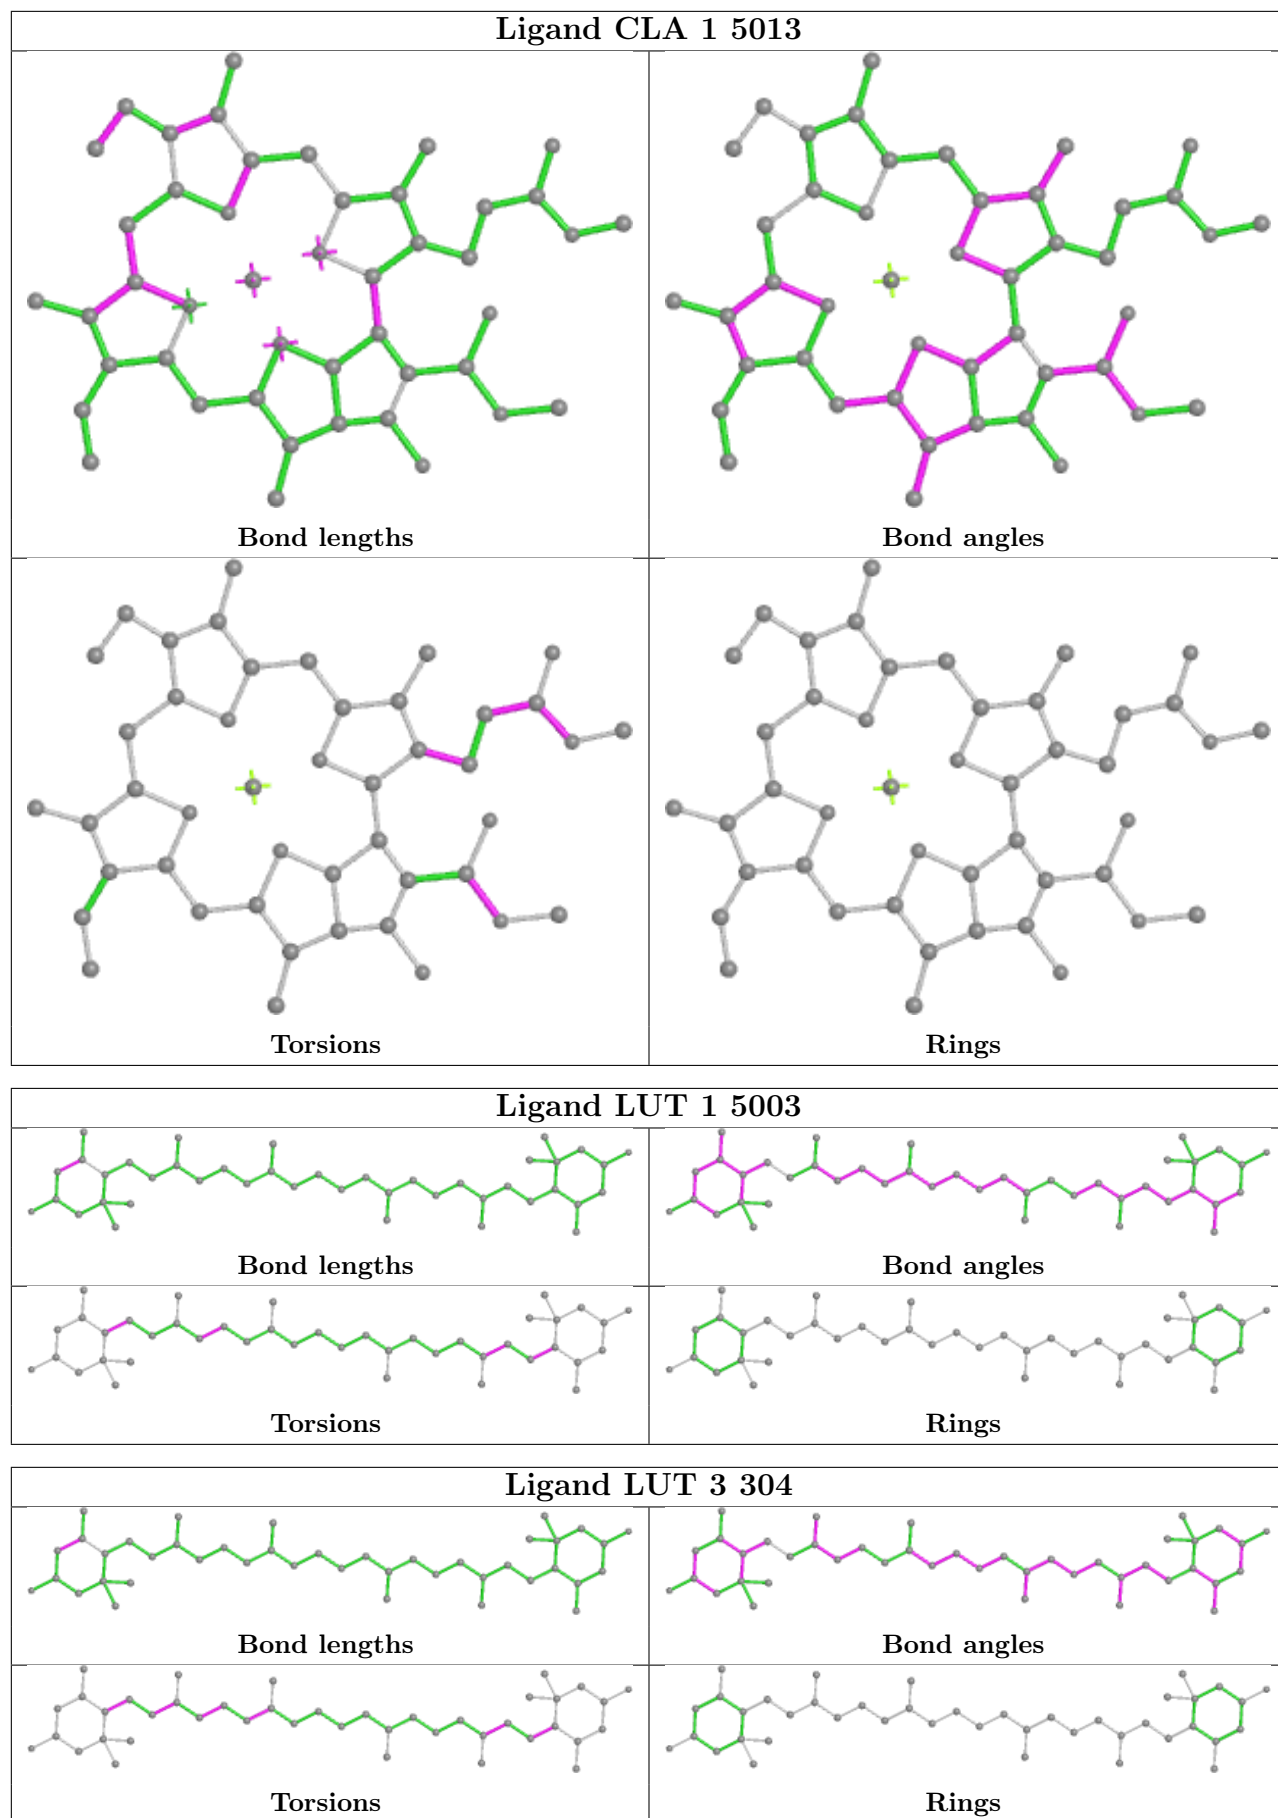 Ligand CLA 1 5013
Bond lengths
Bond angles
Torsions
Rings
Ligand LUT 1 5003
Bond lengths
Bond angles
Torsions
Rings
Ligand LUT 3 304
Bond lengths
Bond angles
Torsions
Rings